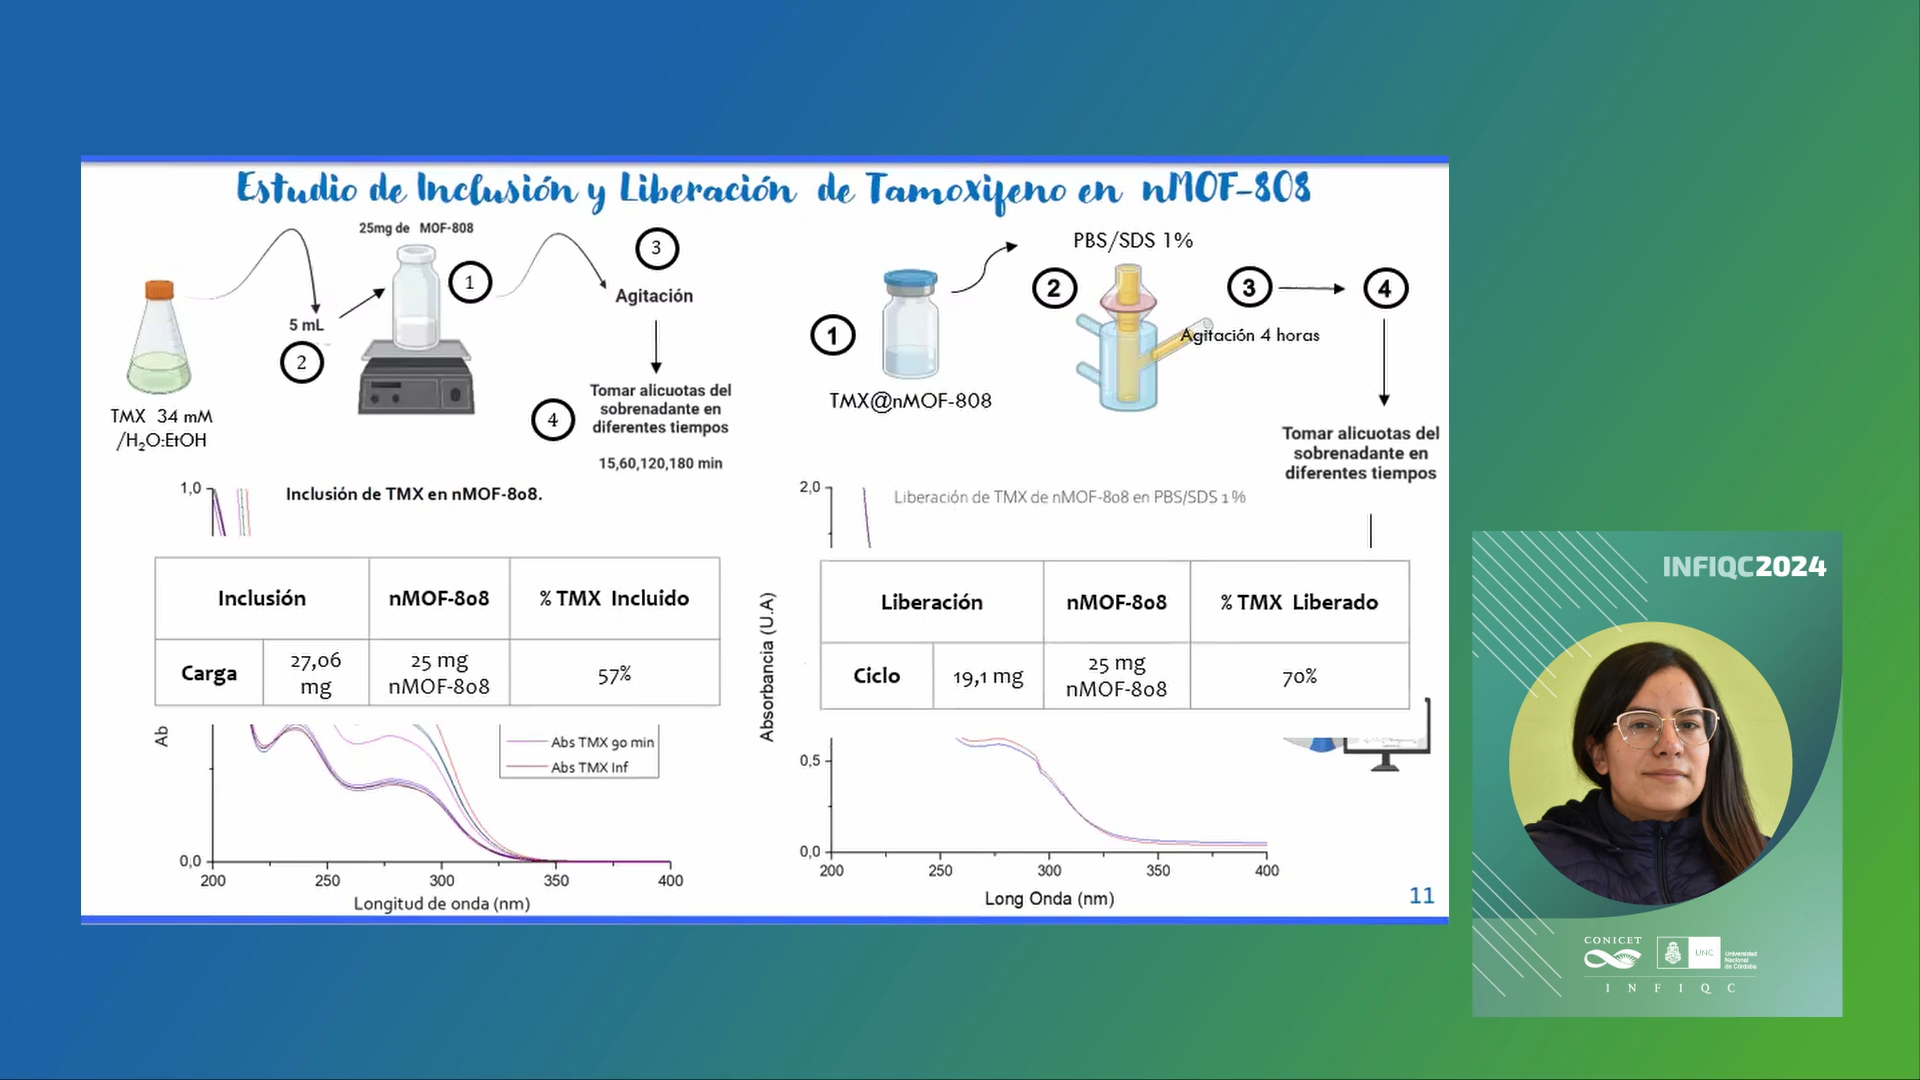 Estudio de Inclusión y Liberación de Tamoxifeno en nMOF-808
25mg de MOF-808
1
3
Agitación
5 mL
2
TMX 34 mM
/H₂O:EtOH
4
Tomar alicuotas del
sobrenadante en
diferentes tiempos
15,60,120,180 min
PBS/SDS 1%
1
2
3
4
Agitación 4 horas
TMX@nMOF-808
Tomar alicuotas del
sobrenadante en
diferentes tiempos
1,0
Inclusión de TMX en nMOF-808.
Inclusión
nMOF-808
% TMX Incluido
Carga
27,06
mg
25 mg
nMOF-808
57%
Ab
Abs TMX 90 min
Abs TMX Inf
0,0
200
250
300
350
400
Longitud de onda (nm)
2,0
Liberación de TMX de nMOF-808 en PBS/SDS 1 %
Absorbancia (U.A)
Liberación
nMOF-808
% TMX Liberado
Ciclo
19,1 mg
25 mg
nMOF-808
70%
0,5
0,0
200
250
300
350
400
Long Onda (nm)
11
INFIQC2024
CONICET
UNC
Universidad
Nacional
de Córdoba
I N F I Q C